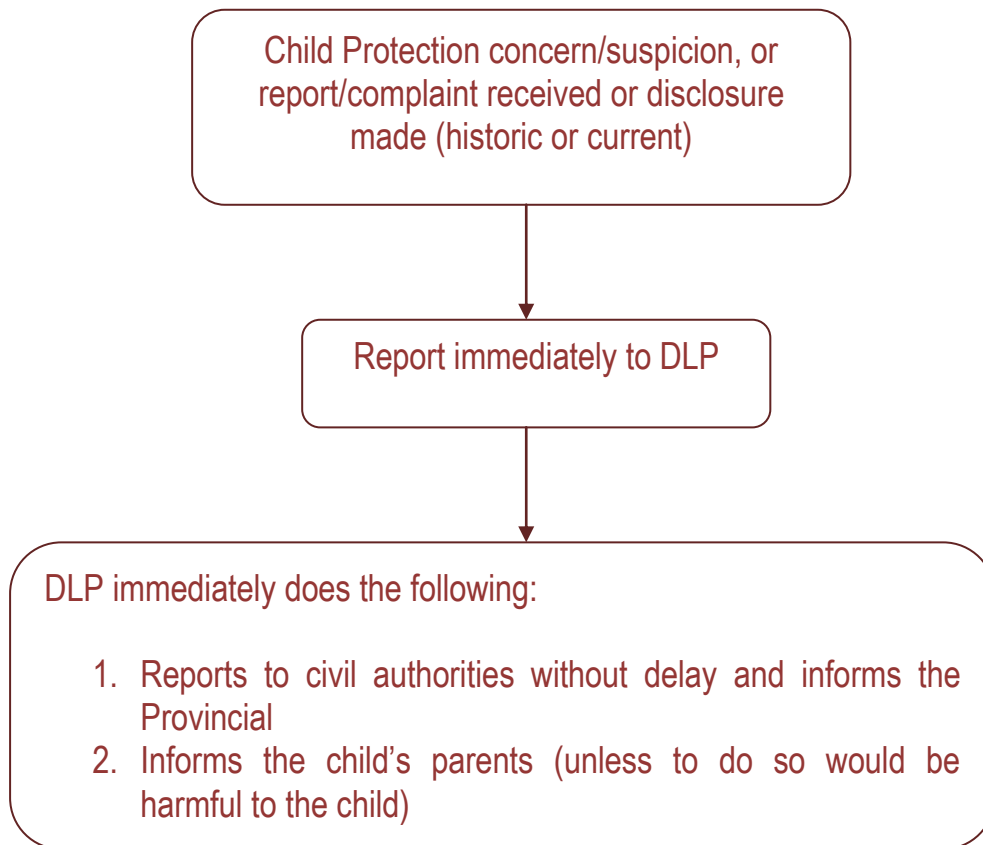 Child Protection concern/suspicion, or
report/complaint received or disclosure
made (historic or current)
Report immediately to DLP
DLP immediately does the following:
1. Reports to civil authorities without delay and informs the
Provincial
2. Informs the child’s parents (unless to do so would be
harmful to the child)